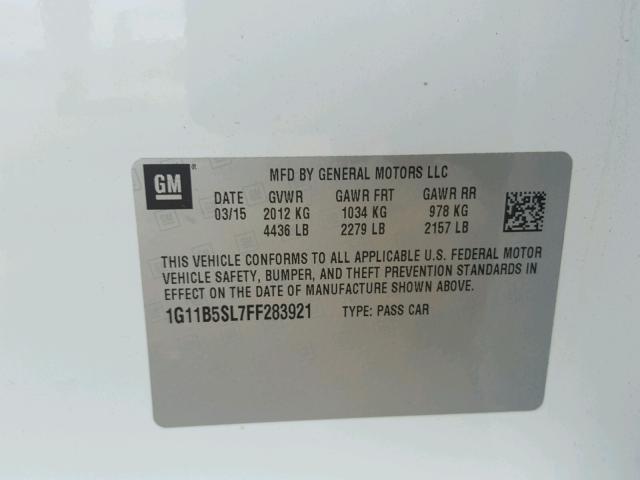 GM
MFD BY GENERAL MOTORS LLC
DATE GVWR GAWR FRT GAWR RR
03/15 2012 KG 1034 KG 978 KG
4436 LB 2279 LB 2157 LB
THIS VEHICLE CONFORMS TO ALL APPLICABLE U.S. FEDERAL MOTOR
VEHICLE SAFETY, BUMPER, AND THEFT PREVENTION STANDARDS IN
EFFECT ON THE DATE OF MANUFACTURE SHOWN ABOVE.
1G11B5SL7FF283921 TYPE: PASS CAR